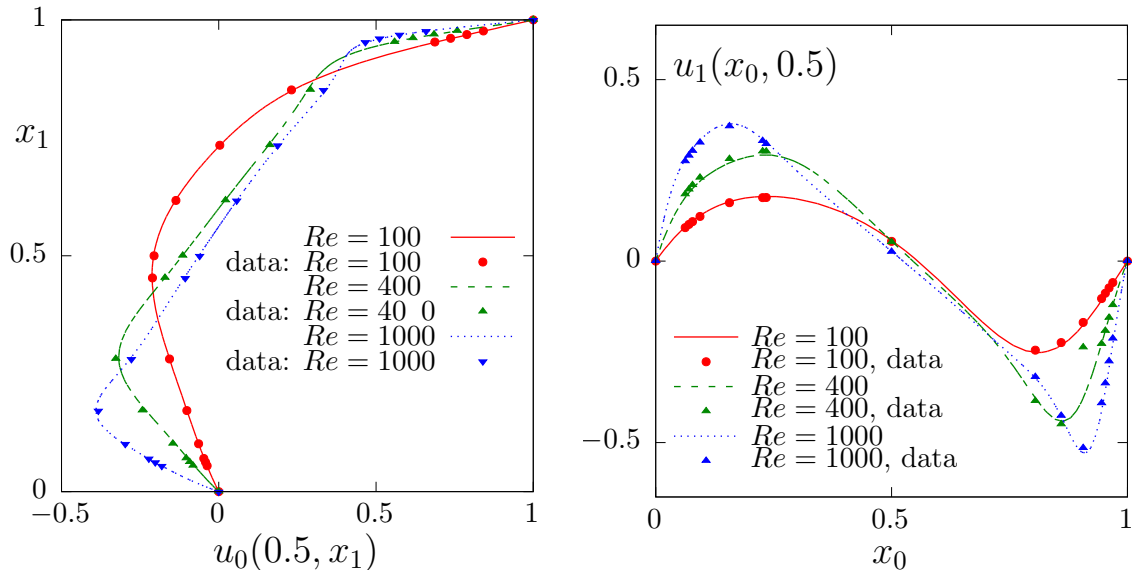 1
x₁
0.5
0
Re = 100
data: Re = 100
Re = 400
data: Re = 40 0
Re = 1000
data: Re = 1000
−0.5 0 0.5 1
u₀(0.5, x₁)
u₁(x₀, 0.5)
0.5
0
−0.5
Re = 100
Re = 100, data
Re = 400
Re = 400, data
Re = 1000
Re = 1000, data
0 0.5 1
x₀